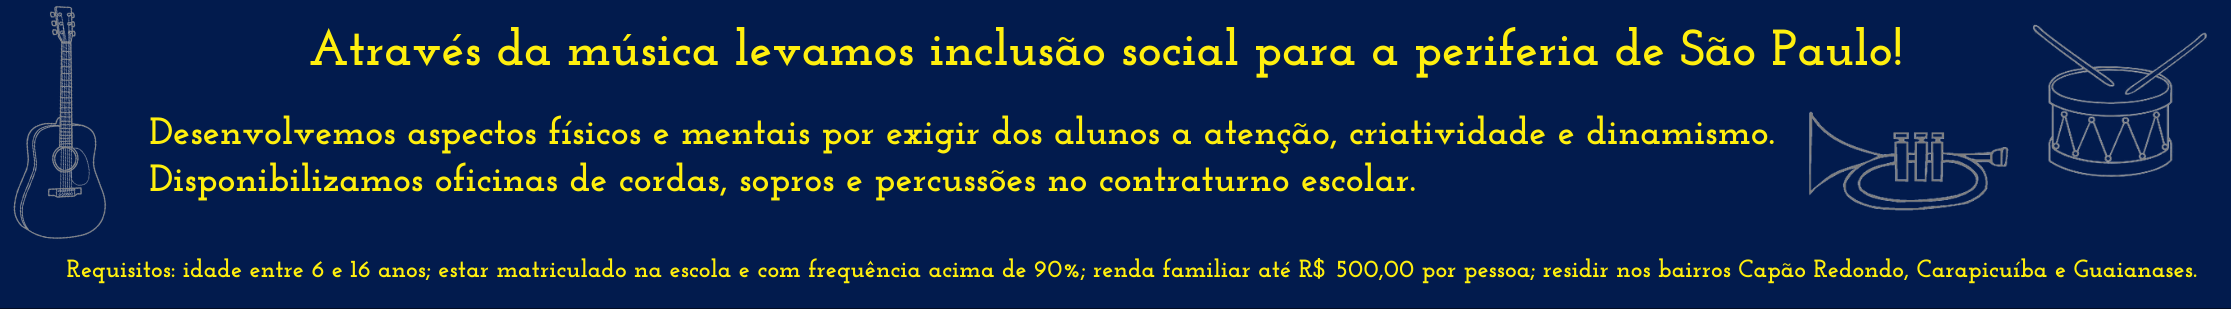 Através da música levamos inclusão social para a periferia de São Paulo!
Desenvolvemos aspectos físicos e mentais por exigir dos alunos a atenção, criatividade e dinamismo.
Disponibilizamos oficinas de cordas, sopros e percussões no contraturno escolar.
Requisitos: idade entre 6 e 16 anos; estar matriculado na escola e com frequência acima de 90%; renda familiar até R$ 500,00 por pessoa; residir nos bairros Capão Redondo, Carapicuíba e Guaianases.